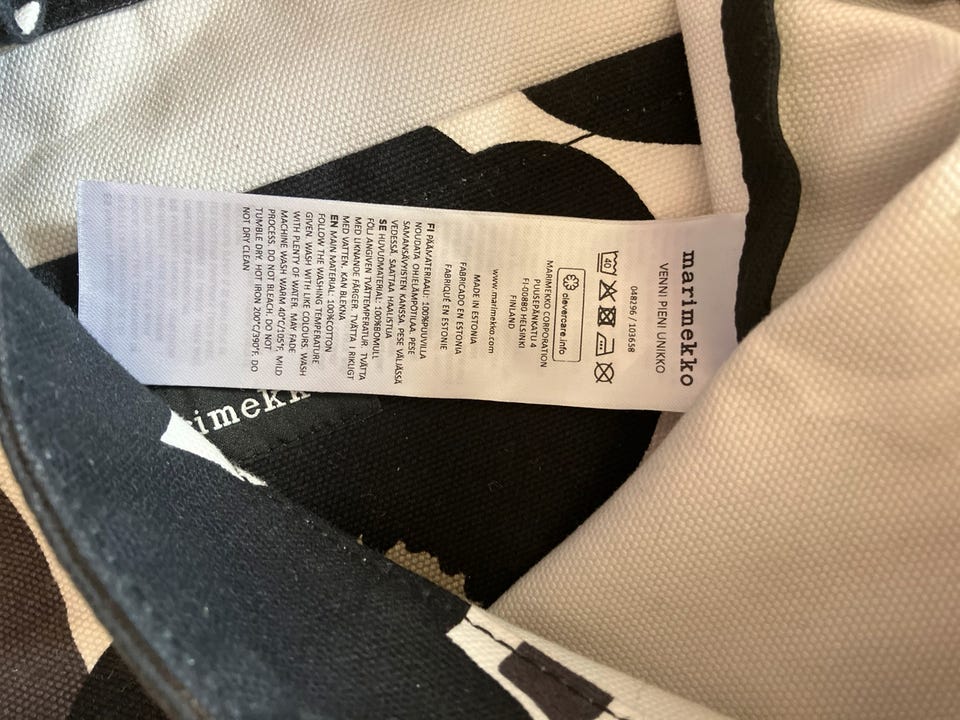 marimekko
VENNI PIENI UNIKKO
048296 / 103658
40
clevercare.info
MARIMEKKO CORPORATION
PUUSEPÄNKATU 4
FI-00880 HELSINKI
FINLAND
www.marimekko.com
MADE IN ESTONIA
FABRICADO EN ESTONIA
FABRIQUÉ EN ESTONIE
FI PÄÄMATERIAALI: 100%PUUVILLA
NOUDATA OHJELÄMPÖTILAA. PESE
SAMANSÄVYISTEN KANSSA. PESE VÄLJÄSSÄ
VEDESSÄ. SAATTAA HAALISTUA
SE HUVUDMATERIAL: 100%BOMULL
FÖLJ ANGIVEN TVÄTTEMPERATUR. TVÄTTA
MED LIKNANDE FÄRGER. TVÄTTA I RIKLIGT
MED VATTEN. KAN BLEKNA
EN MAIN MATERIAL: 100%COTTON
FOLLOW THE WASHING TEMPERATURE
GIVEN. WASH WITH LIKE COLOURS. WASH
WITH PLENTY OF WATER. MAY FADE
MACHINE WASH WARM 40°C/105°F, MILD
PROCESS. DO NOT BLEACH. DO NOT
TUMBLE DRY. HOT IRON 200°C/390°F. DO
NOT DRY CLEAN
rimekk